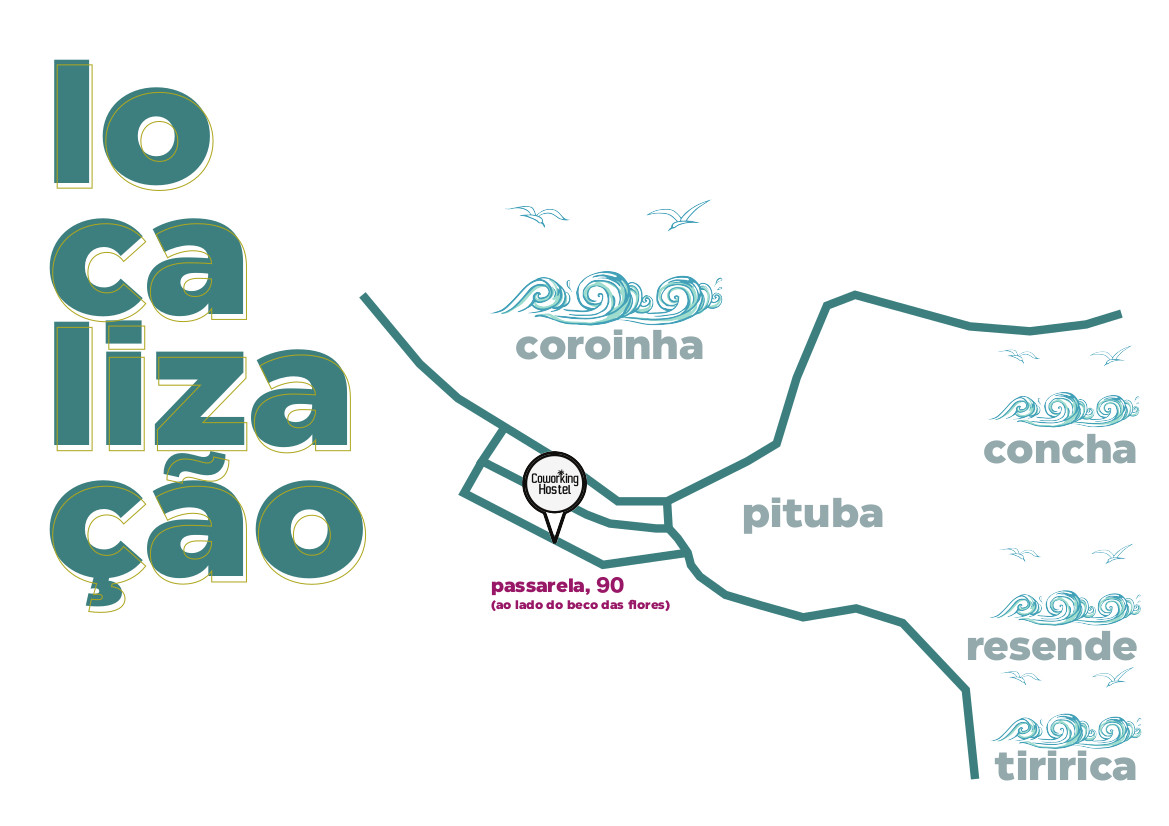 lo
ca
liza
ção
coroinha
concha
Coworking
Hostel
pituba
passarela, 90
(ao lado do beco das flores)
resende
tiririca